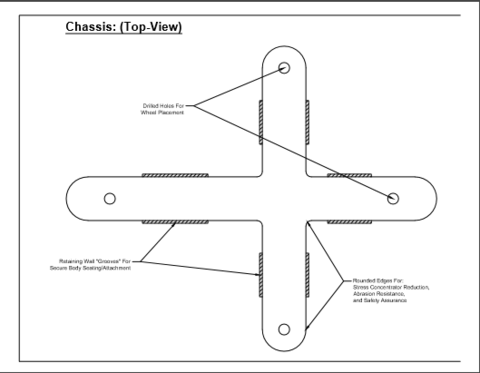 Chassis: (Top-View)
Drilled Holes For
Wheel Placement
Retaining Wall "Grooves" For
Secure Body Seating/Attachment
Rounded Edges For:
Stress Concentrator Reduction,
Abrasion Resistance,
and Safety Assurance